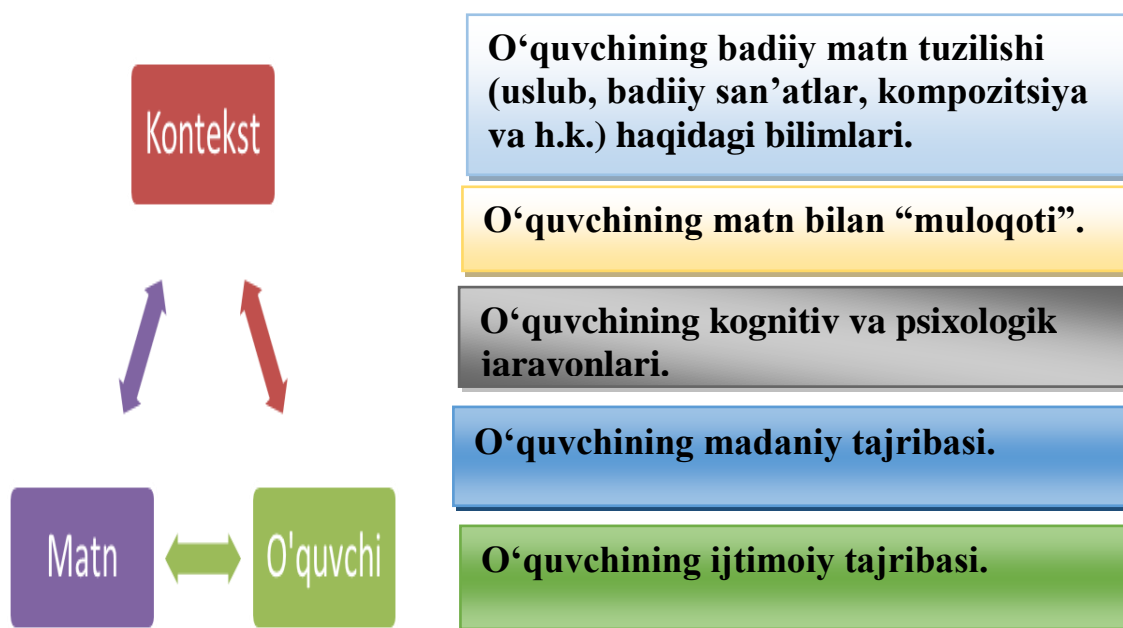 Kontekst
Matn
O'quvchi
O‘quvchining badiiy matn tuzilishi
(uslub, badiiy san’atlar, kompozitsiya
va h.k.) haqidagi bilimlari.
O‘quvchining matn bilan “muloqoti”.
O‘quvchining kognitiv va psixologik
iaravonlari.
O‘quvchining madaniy tajribasi.
O‘quvchining ijtimoiy tajribasi.